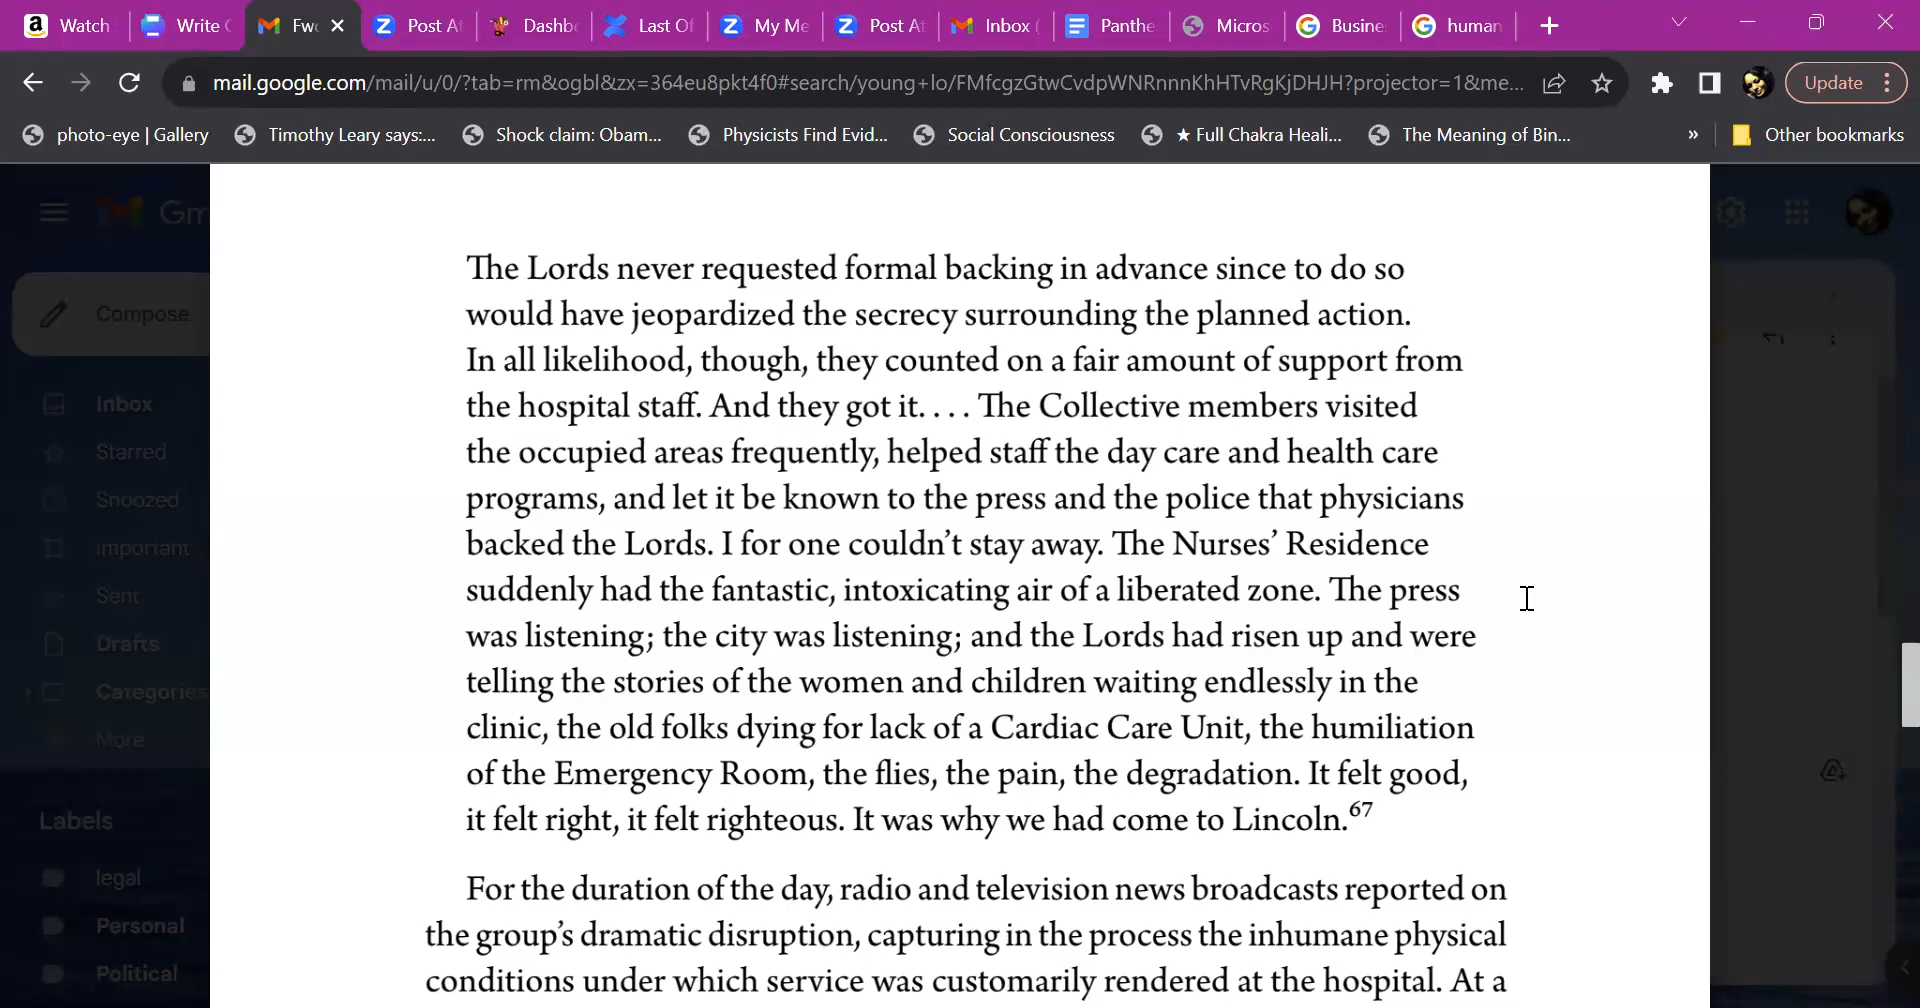 Watch
Write C
Fwd
Post At
Dashb
Last Of
My Me
Post At
Inbox (
Panthe
Micros
Busine
human
mail.google.com/mail/u/0/?tab=rm&ogbl&zx=364eu8pkt4f0#search/young+lo/FMfcgzGtwCvdpWNRnnnKhHTvRgKjDHJH?projector=1&me...
Update
photo-eye | Gallery
Timothy Leary says:...
Shock claim: Obam...
Physicists Find Evid...
Social Consciousness
★ Full Chakra Heali...
The Meaning of Bin...
»
Other bookmarks
Gm
Compose
Inbox
Starred
Snoozed
Important
Sent
Drafts
Categories
More
Labels
legal
Personal
Political
The Lords never requested formal backing in advance since to do so
would have jeopardized the secrecy surrounding the planned action.
In all likelihood, though, they counted on a fair amount of support from
the hospital staff. And they got it. . . . The Collective members visited
the occupied areas frequently, helped staff the day care and health care
programs, and let it be known to the press and the police that physicians
backed the Lords. I for one couldn’t stay away. The Nurses’ Residence
suddenly had the fantastic, intoxicating air of a liberated zone. The press
was listening; the city was listening; and the Lords had risen up and were
telling the stories of the women and children waiting endlessly in the
clinic, the old folks dying for lack of a Cardiac Care Unit, the humiliation
of the Emergency Room, the flies, the pain, the degradation. It felt good,
it felt right, it felt righteous. It was why we had come to Lincoln.⁶⁷
For the duration of the day, radio and television news broadcasts reported on
the group’s dramatic disruption, capturing in the process the inhumane physical
conditions under which service was customarily rendered at the hospital. At a